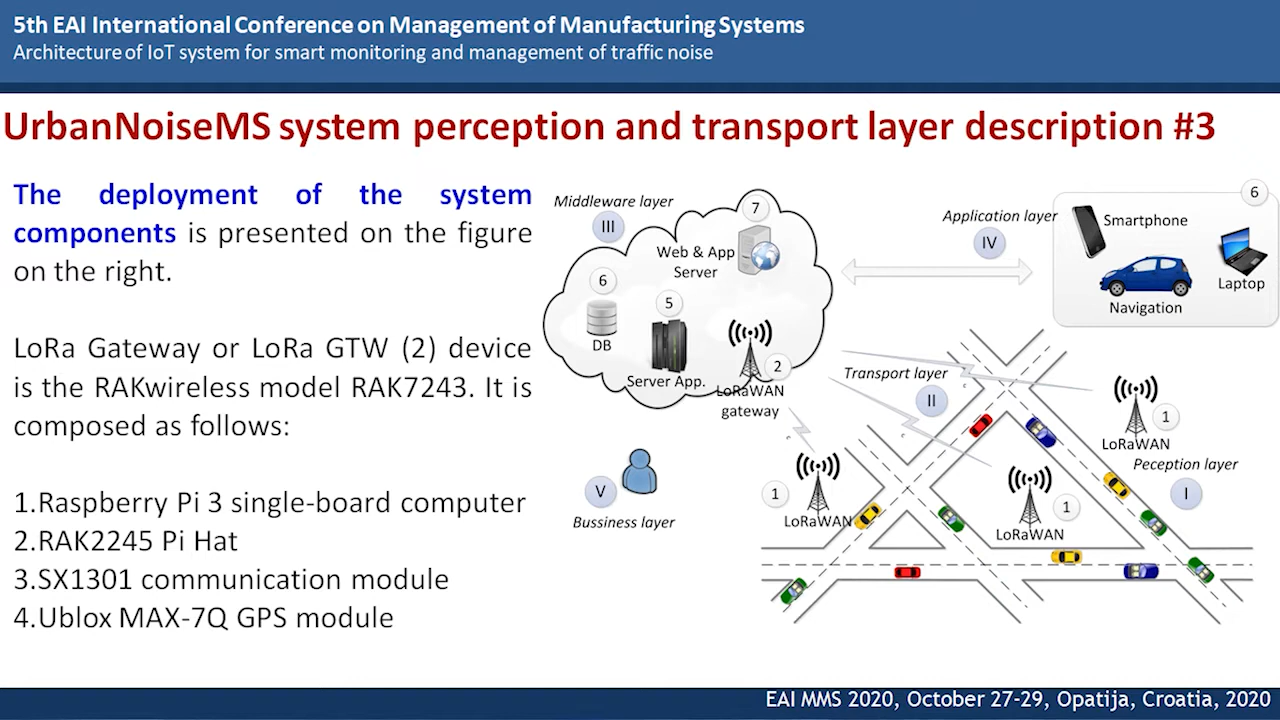 5th EAI International Conference on Management of Manufacturing Systems
Architecture of IoT system for smart monitoring and management of traffic noise
UrbanNoiseMS system perception and transport layer description #3
The deployment of the system
components is presented on the figure
on the right.
LoRa Gateway or LoRa GTW (2) device
is the RAKwireless model RAK7243. It is
composed as follows:
1.Raspberry Pi 3 single-board computer
2.RAK2245 Pi Hat
3.SX1301 communication module
4.Ublox MAX-7Q GPS module
Middleware layer
III
7
Web & App
Server
6
DB
5
Server App.
2
LoRaWAN
gateway
Application layer
IV
6
Smartphone
Laptop
Navigation
Transport layer
II
1
LoRaWAN
Peception layer
I
1
LoRaWAN
1
LoRaWAN
V
Bussiness layer
EAI MMS 2020, October 27-29, Opatija, Croatia, 2020